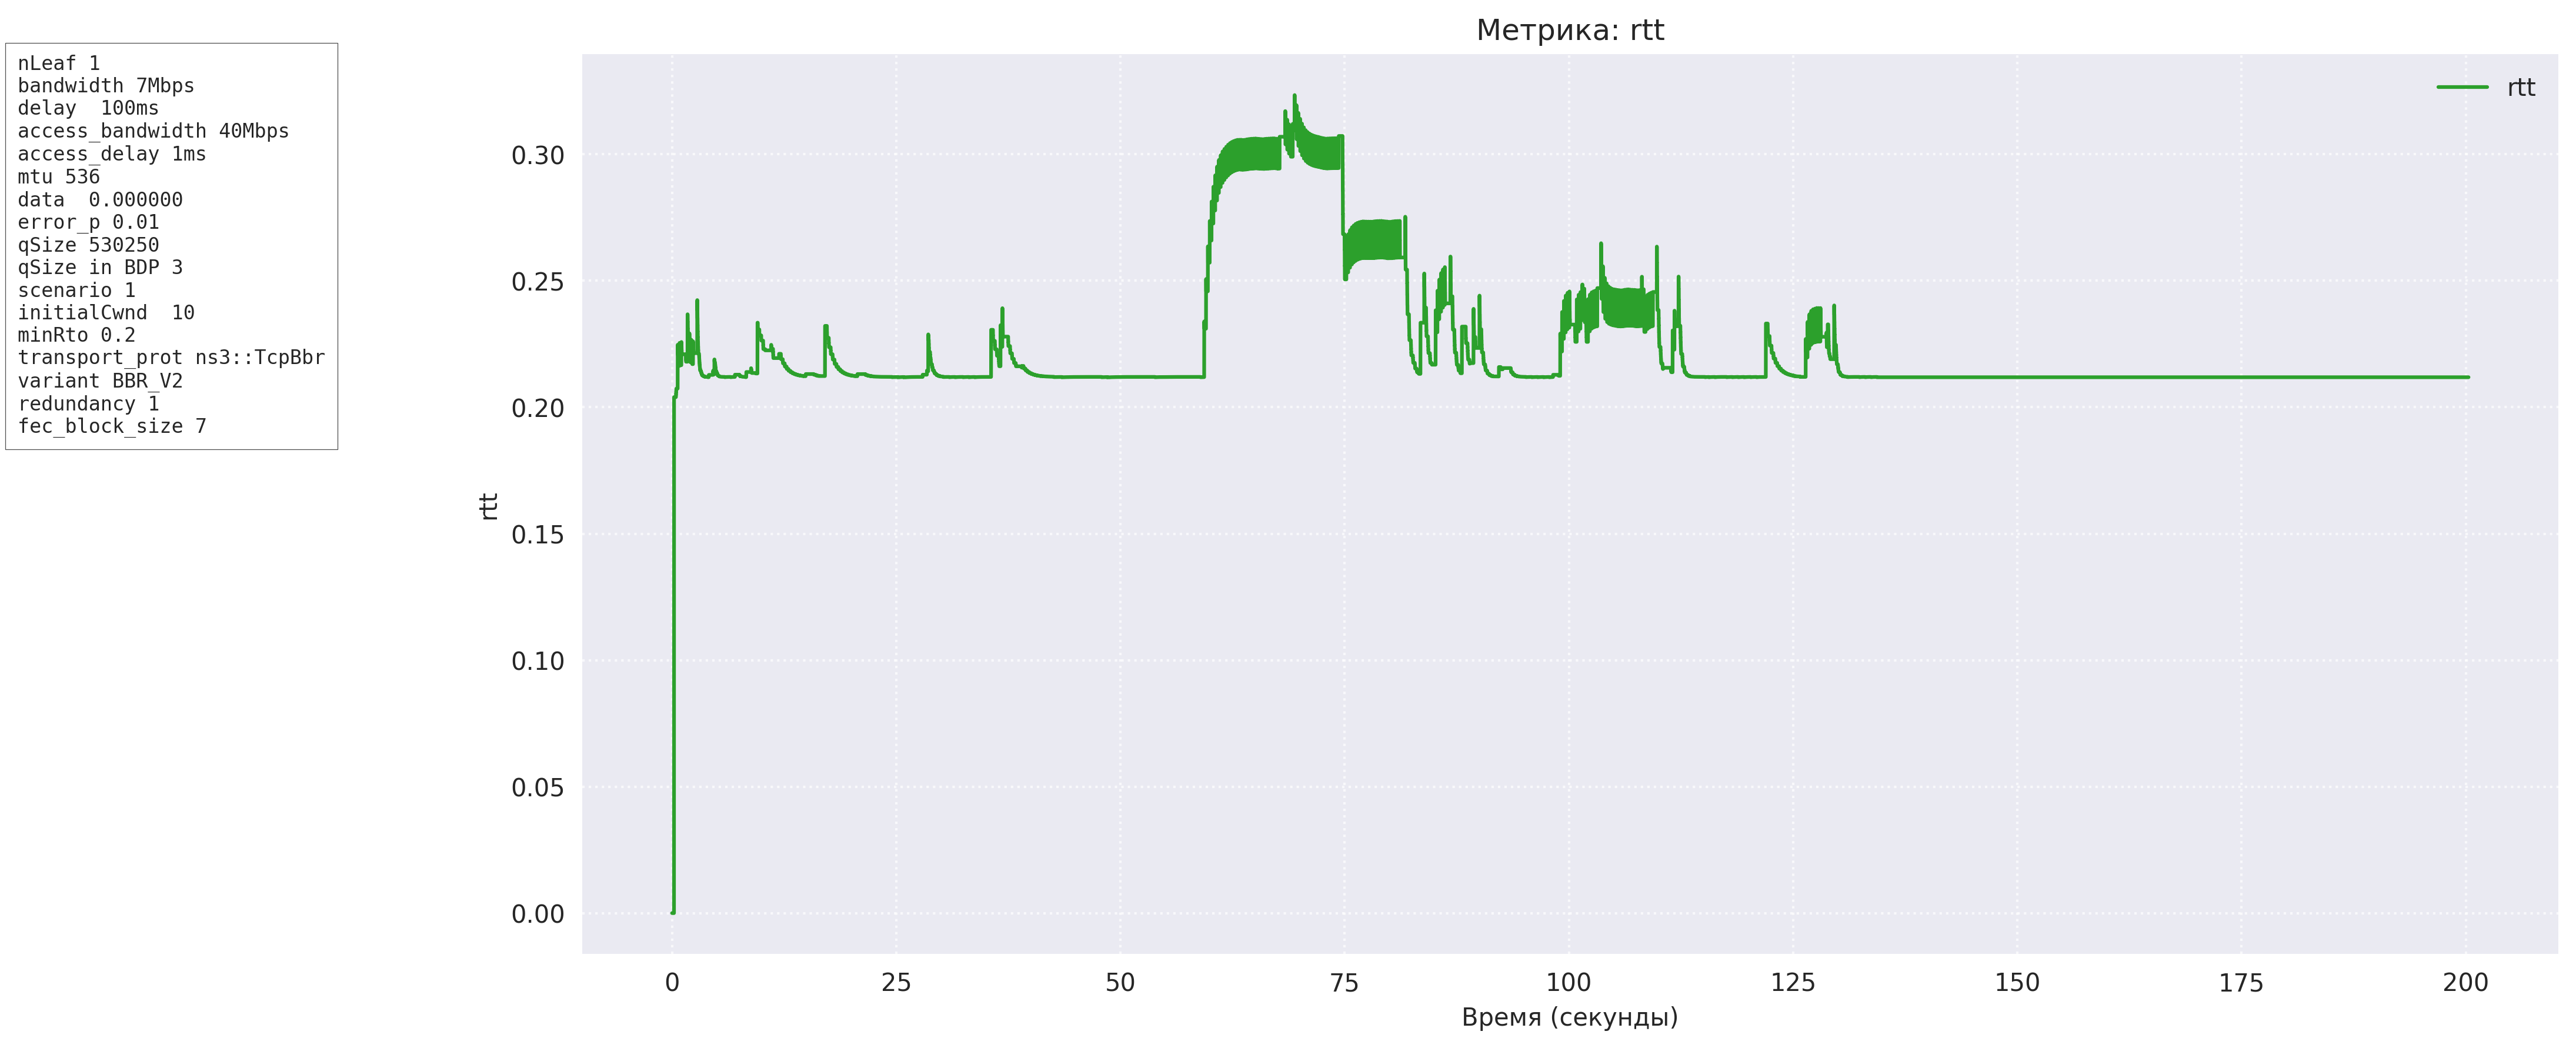 Метрика: rtt
nLeaf 1
bandwidth 7Mbps
delay  100ms
access_bandwidth 40Mbps
access_delay 1ms
mtu 536
data  0.000000
error_p 0.01
qSize 530250
qSize in BDP 3
scenario 1
initialCwnd  10
minRto 0.2
transport_prot ns3::TcpBbr
variant BBR_V2
redundancy 1
fec_block_size 7
rtt
rtt
0.30
0.25
0.20
0.15
0.10
0.05
0.00
0 25 50 75 100 125 150 175 200
Время (секунды)